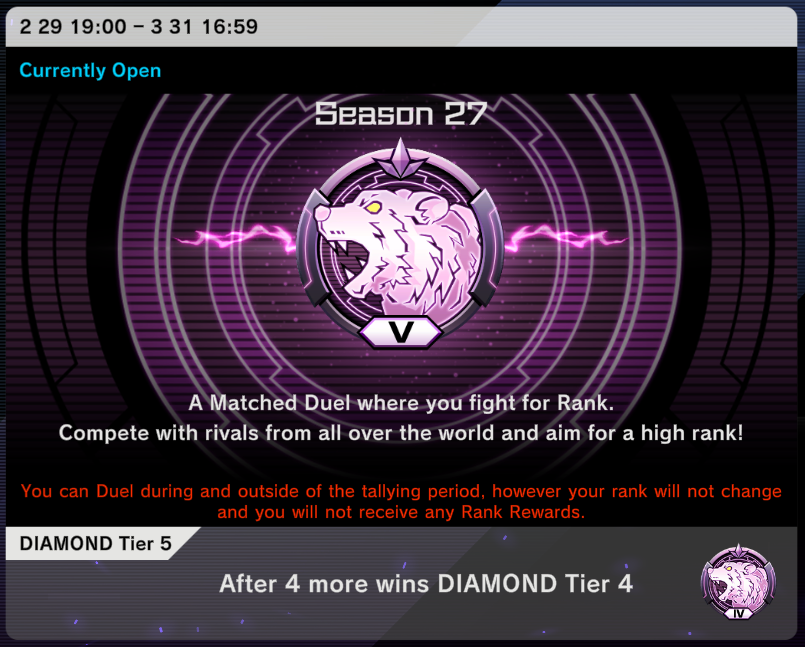 2 29 19:00 – 3 31 16:59
Currently Open
Season 27
V
A Matched Duel where you fight for Rank.
Compete with rivals from all over the world and aim for a high rank!
You can Duel during and outside of the tallying period, however your rank will not change
and you will not receive any Rank Rewards.
DIAMOND Tier 5
After 4 more wins DIAMOND Tier 4
IV